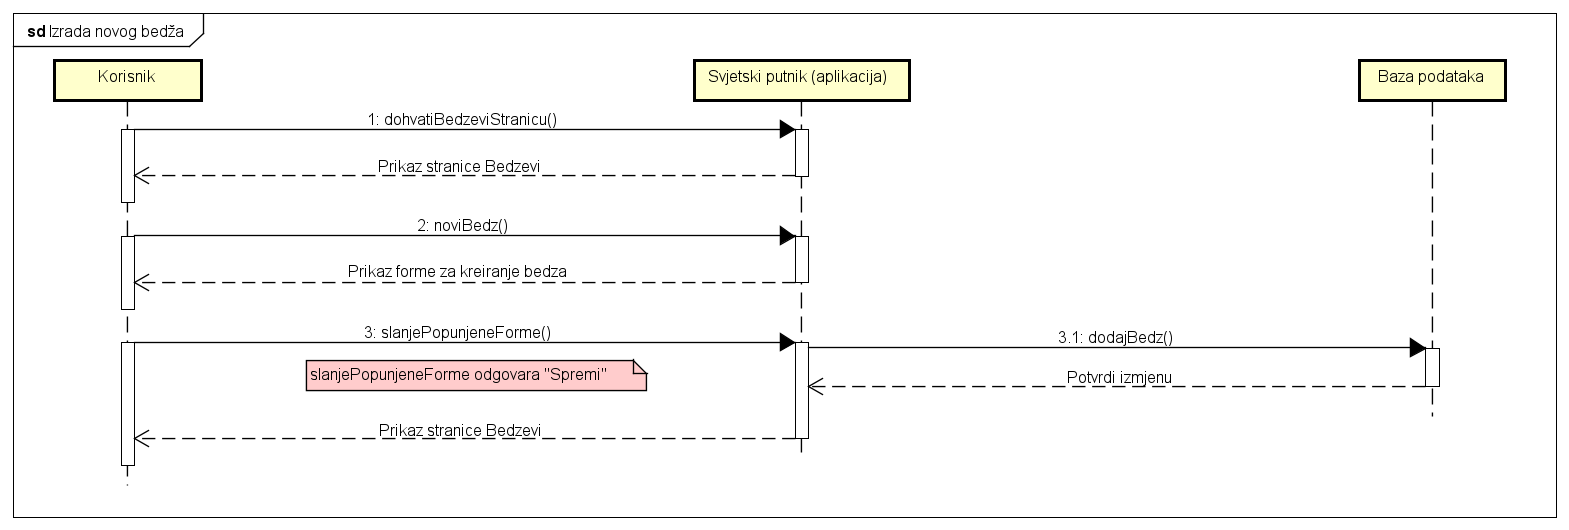 sd Izrada novog bedža
Korisnik
Svjetski putnik (aplikacija)
Baza podataka
1: dohvatiBedzeviStranicu()
Prikaz stranice Bedzevi
2: noviBedz()
Prikaz forme za kreiranje bedza
3: slanjePopunjeneForme()
3.1: dodajBedz()
slanjePopunjeneForme odgovara "Spremi"
Potvrdi izmjenu
Prikaz stranice Bedzevi